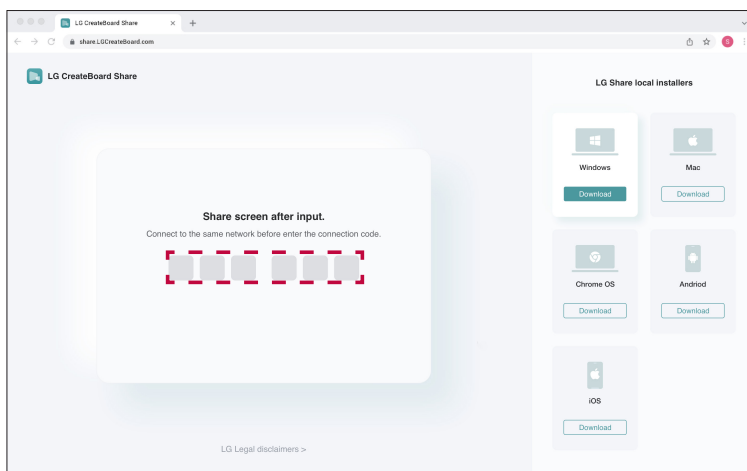 LG CreateBoard Share
share.LGCreateBoard.com
S
LG CreateBoard Share
Share screen after input.
Connect to the same network before enter the connection code.
LG Legal disclaimers >
LG Share local installers
Windows
Download
Mac
Download
Chrome OS
Download
Andriod
Download
iOS
Download